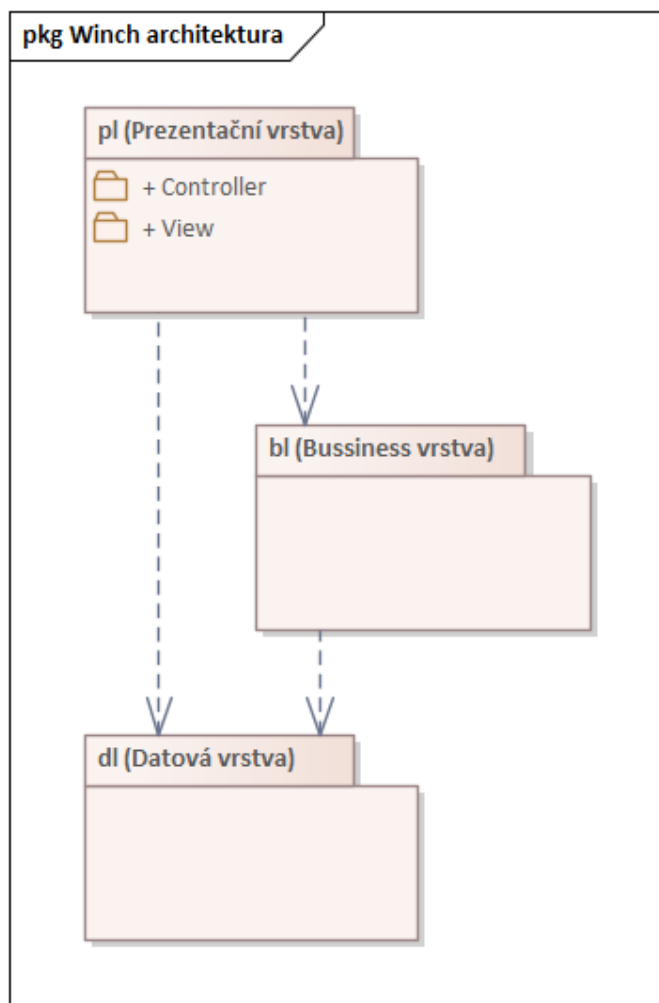 pkg Winch architektura
pl (Prezentační vrstva)
+ Controller
+ View
bl (Bussiness vrstva)
dl (Datová vrstva)